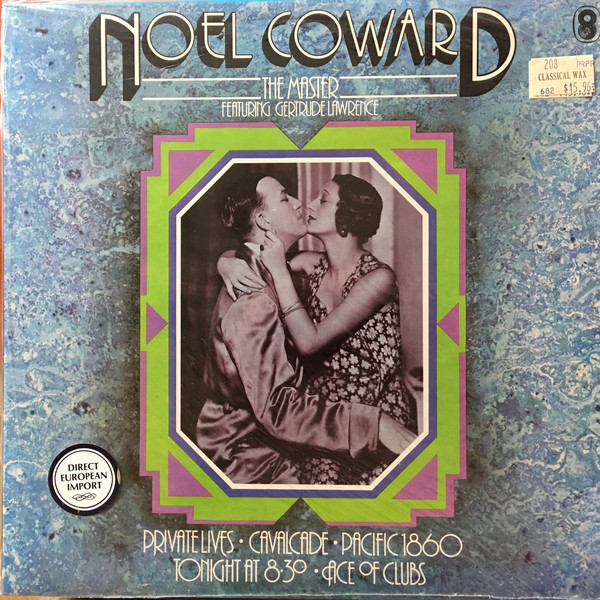 NOEL COWARD
THE MASTER
FEATURING GERTRUDE LAWRENCE
8
208 PRPP
CLASSICAL WAX
682
DIRECT
EUROPEAN
IMPORT
PRIVATE LIVES · CAVALCADE · PACIFIC 1860
TONIGHT AT 8·30 · ACE OF CLUBS